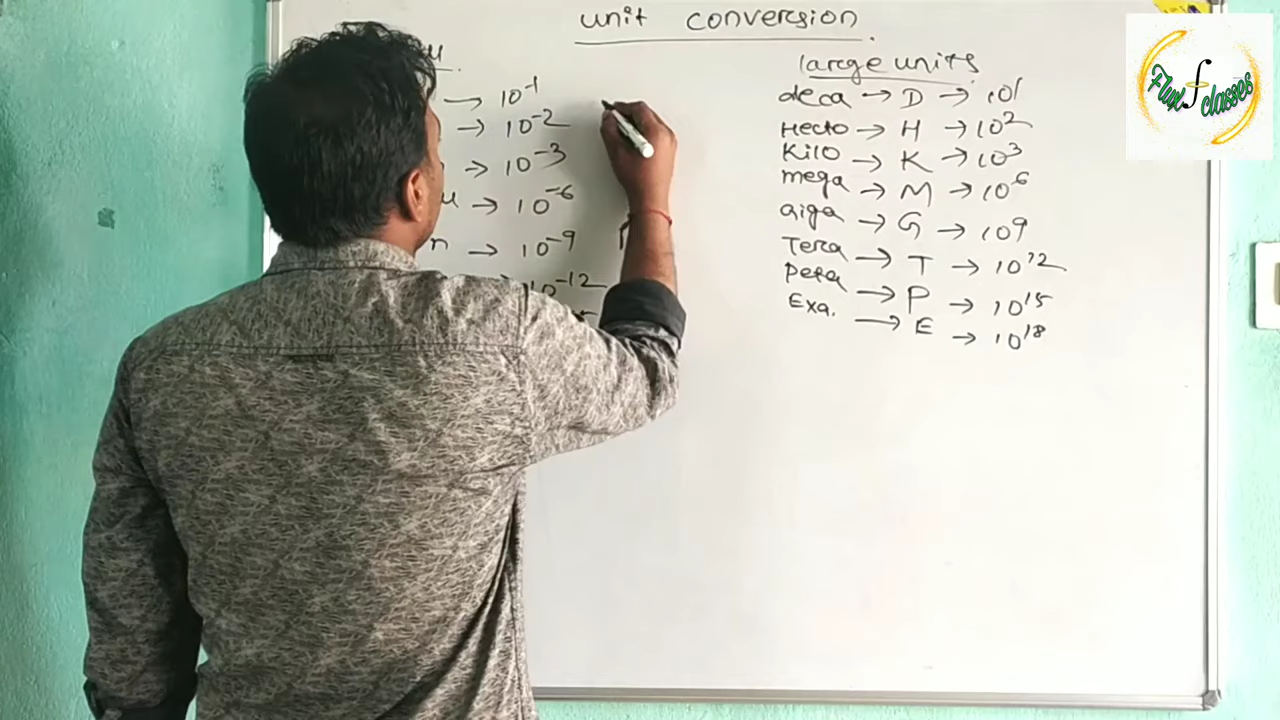 unit conversion
u
→ 10⁻¹
→ 10⁻²
→ 10⁻³
u → 10⁻⁶
n → 10⁻⁹
10⁻¹²
large units
deca → D → 10¹
Hecto → H → 10²
Kilo → K → 10³
mega → M → 10⁶
Giga → G → 10⁹
Tera → T → 10¹²
Peta → P → 10¹⁵
Exa. → E → 10¹⁸
Flux classes